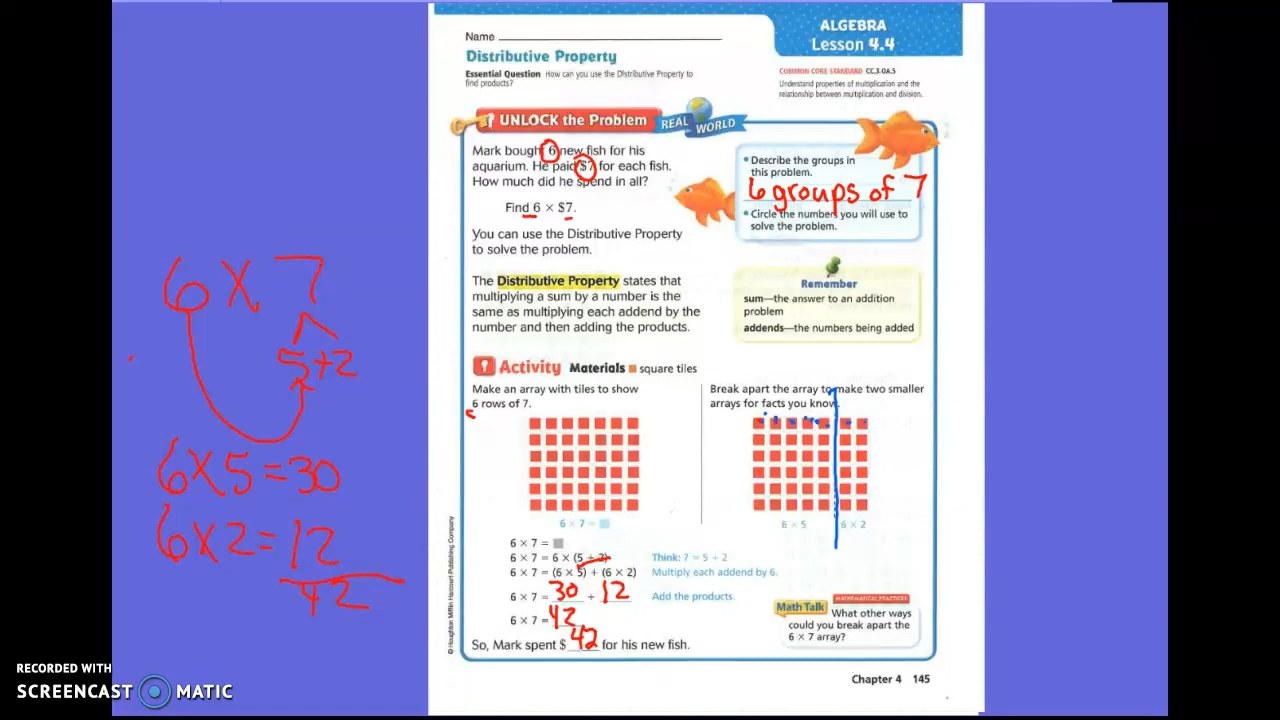 ALGEBRA
Lesson 4.4
Name
Distributive Property
Essential Question How can you use the Distributive Property to
find products?
COMMON CORE STANDARD CC.3.OA.5
Understand properties of multiplication and the
relationship between multiplication and division.
UNLOCK the Problem
REAL WORLD
Mark bought 6 new fish for his
aquarium. He paid $7 for each fish.
How much did he spend in all?
Find 6 × $7.
You can use the Distributive Property
to solve the problem.
• Describe the groups in
this problem.
6 groups of 7
• Circle the numbers you will use to
solve the problem.
The Distributive Property states that
multiplying a sum by a number is the
same as multiplying each addend by the
number and then adding the products.
Remember
sum—the answer to an addition
problem
addends—the numbers being added
Activity Materials square tiles
Make an array with tiles to show
6 rows of 7.
6 × 7 =
Break apart the array to make two smaller
arrays for facts you know.
6 × 5 6 × 2
6 × 7 =
6 × 7 = 6 × (5 + 2) Think: 7 = 5 + 2
6 × 7 = (6 × 5) + (6 × 2) Multiply each addend by 6.
6 × 7 = 30 + 12 Add the products.
6 × 7 = 42
So, Mark spent $ 42 for his new fish.
Math Talk
MATHEMATICAL PRACTICES
What other ways
could you break apart the
6 × 7 array?
© Houghton Mifflin Harcourt Publishing Company
Chapter 4 145
6 X 7
5+2
6X5=30
6X2=12
42
RECORDED WITH
SCREENCAST MATIC